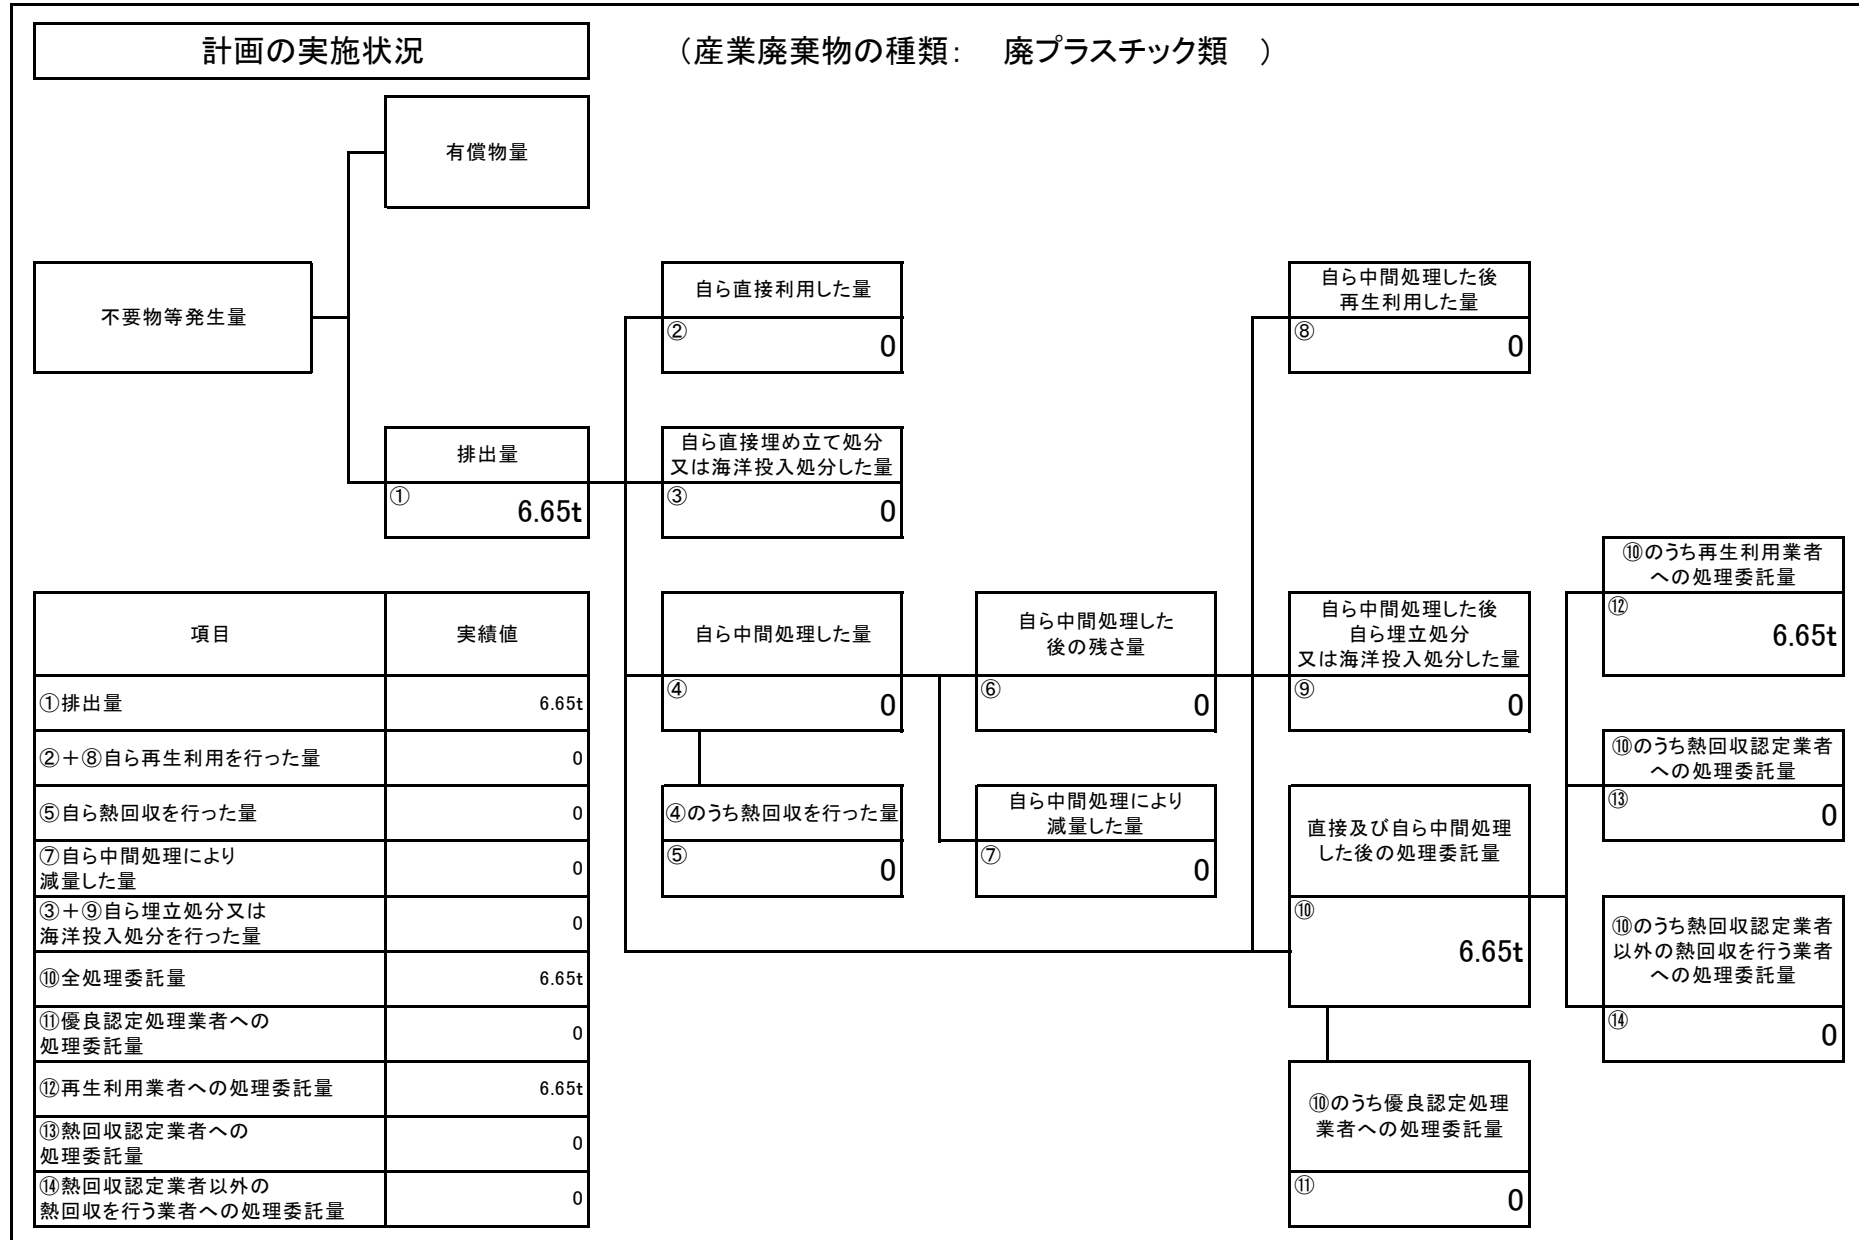 計画の実施状況
（産業廃棄物の種類：　廃プラスチック類　）
有償物量
不要物等発生量
自ら直接利用した量
②
0
自ら中間処理した後
再生利用した量
⑧
0
排出量
①
6.65t
自ら直接埋め立て処分
又は海洋投入処分した量
③
0
⑩のうち再生利用業者
への処理委託量
⑫
6.65t
自ら中間処理した量
④
0
自ら中間処理した
後の残さ量
⑥
0
自ら中間処理した後
自ら埋立処分
又は海洋投入処分した量
⑨
0
⑩のうち熱回収認定業者
への処理委託量
⑬
0
④のうち熱回収を行った量
⑤
0
自ら中間処理により
減量した量
⑦
0
直接及び自ら中間処理
した後の処理委託量
⑩
6.65t
⑩のうち熱回収認定業者
以外の熱回収を行う業者
への処理委託量
⑭
0
⑩のうち優良認定処理
業者への処理委託量
⑪
0
項目 実績値
①排出量 6.65t
②＋⑧自ら再生利用を行った量 0
⑤自ら熱回収を行った量 0
⑦自ら中間処理により
減量した量 0
③＋⑨自ら埋立処分又は
海洋投入処分を行った量 0
⑩全処理委託量 6.65t
⑪優良認定処理業者への
処理委託量 0
⑫再生利用業者への処理委託量 6.65t
⑬熱回収認定業者への
処理委託量 0
⑭熱回収認定業者以外の
熱回収を行う業者への処理委託量 0